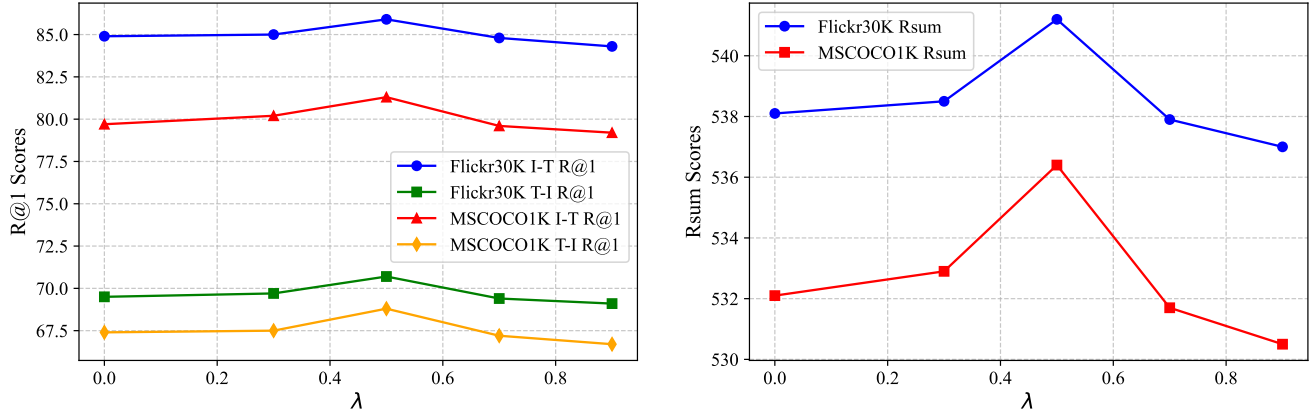 R@1 Scores
85.0
82.5
80.0
77.5
75.0
72.5
70.0
67.5
Flickr30K I-T R@1
Flickr30K T-I R@1
MSCOCO1K I-T R@1
MSCOCO1K T-I R@1
0.0 0.2 0.4 0.6 0.8
λ
Rsum Scores
540
538
536
534
532
530
Flickr30K Rsum
MSCOCO1K Rsum
0.0 0.2 0.4 0.6 0.8
λ